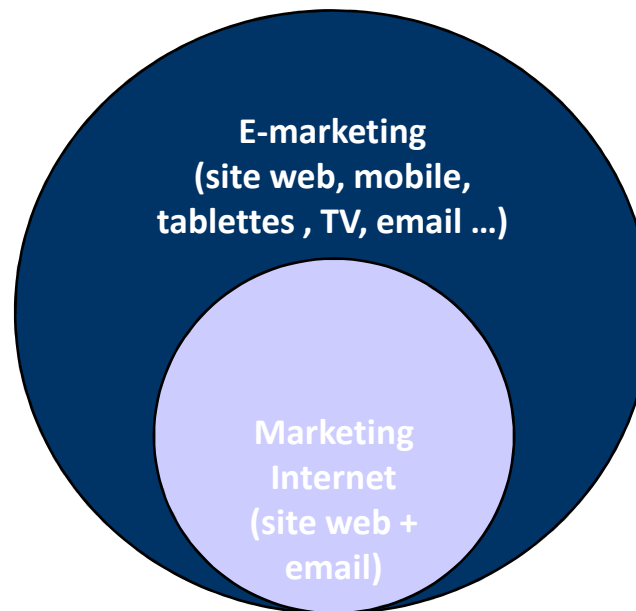 E-marketing
(site web, mobile,
tablettes , TV, email …)
Marketing
Internet
(site web +
email)